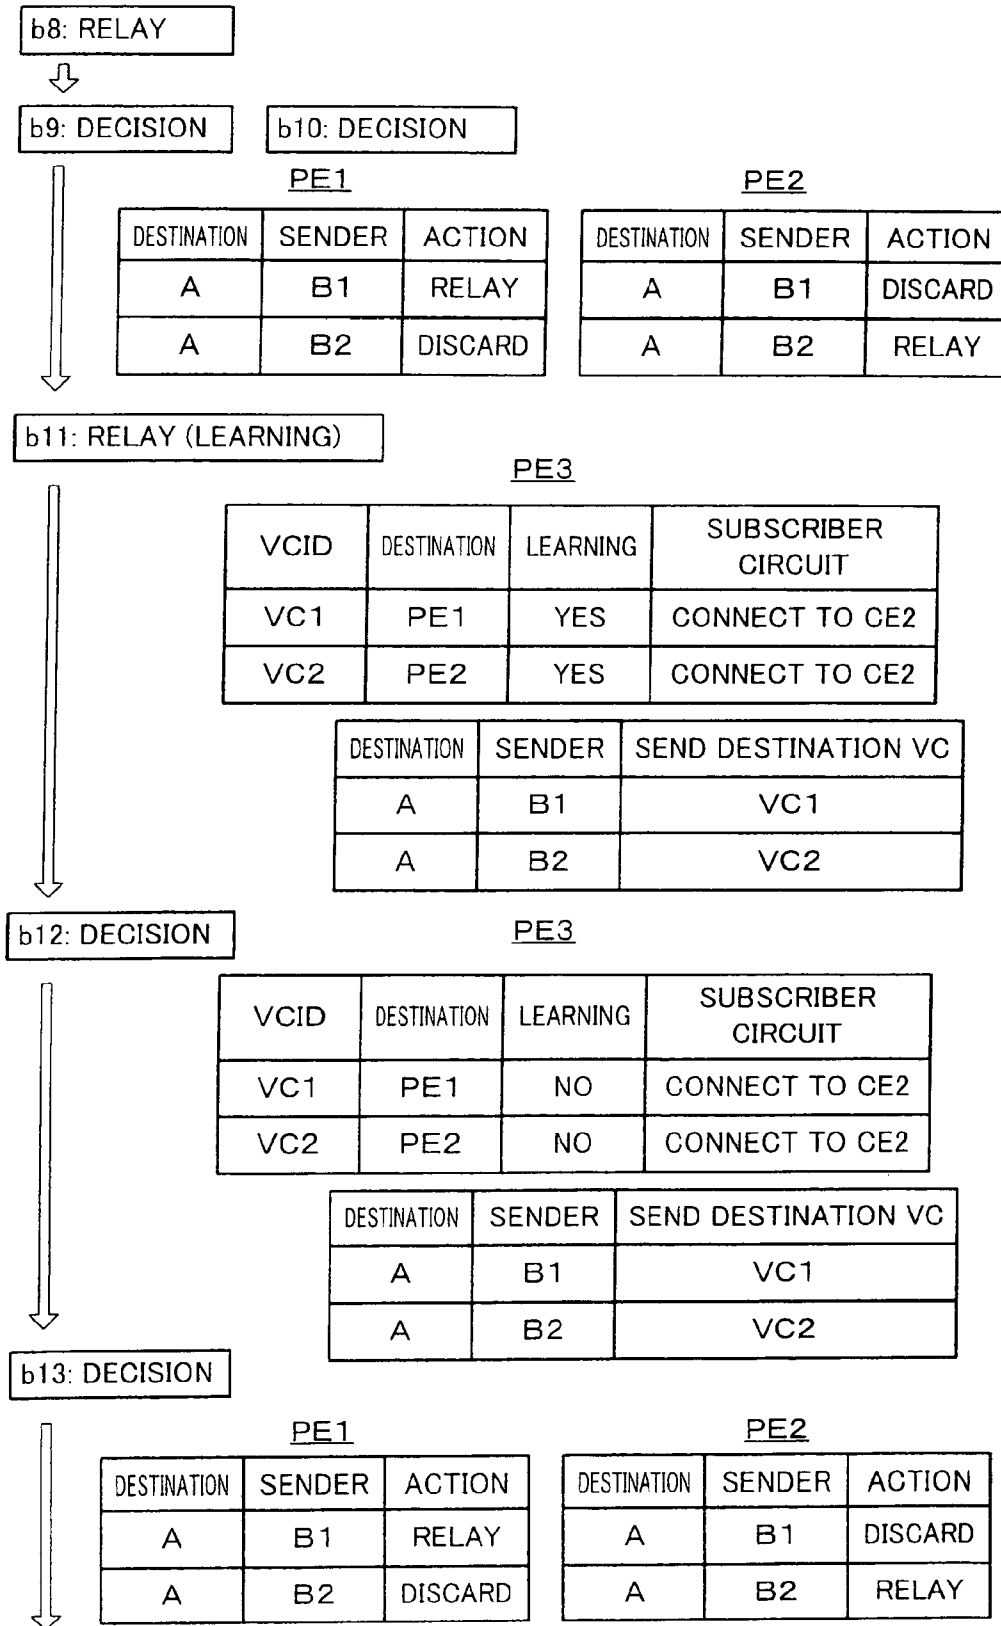 b8: RELAY
b9: DECISION b10: DECISION
PE1 PE2
DESTINATION SENDER ACTION DESTINATION SENDER ACTION
A B1 RELAY A B1 DISCARD
A B2 DISCARD A B2 RELAY
b11: RELAY (LEARNING)
PE3
VCID DESTINATION LEARNING SUBSCRIBER
CIRCUIT
VC1 PE1 YES CONNECT TO CE2
VC2 PE2 YES CONNECT TO CE2
DESTINATION SENDER SEND DESTINATION VC
A B1 VC1
A B2 VC2
b12: DECISION PE3
VCID DESTINATION LEARNING SUBSCRIBER
CIRCUIT
VC1 PE1 NO CONNECT TO CE2
VC2 PE2 NO CONNECT TO CE2
DESTINATION SENDER SEND DESTINATION VC
A B1 VC1
A B2 VC2
b13: DECISION
PE1 PE2
DESTINATION SENDER ACTION DESTINATION SENDER ACTION
A B1 RELAY A B1 DISCARD
A B2 DISCARD A B2 RELAY